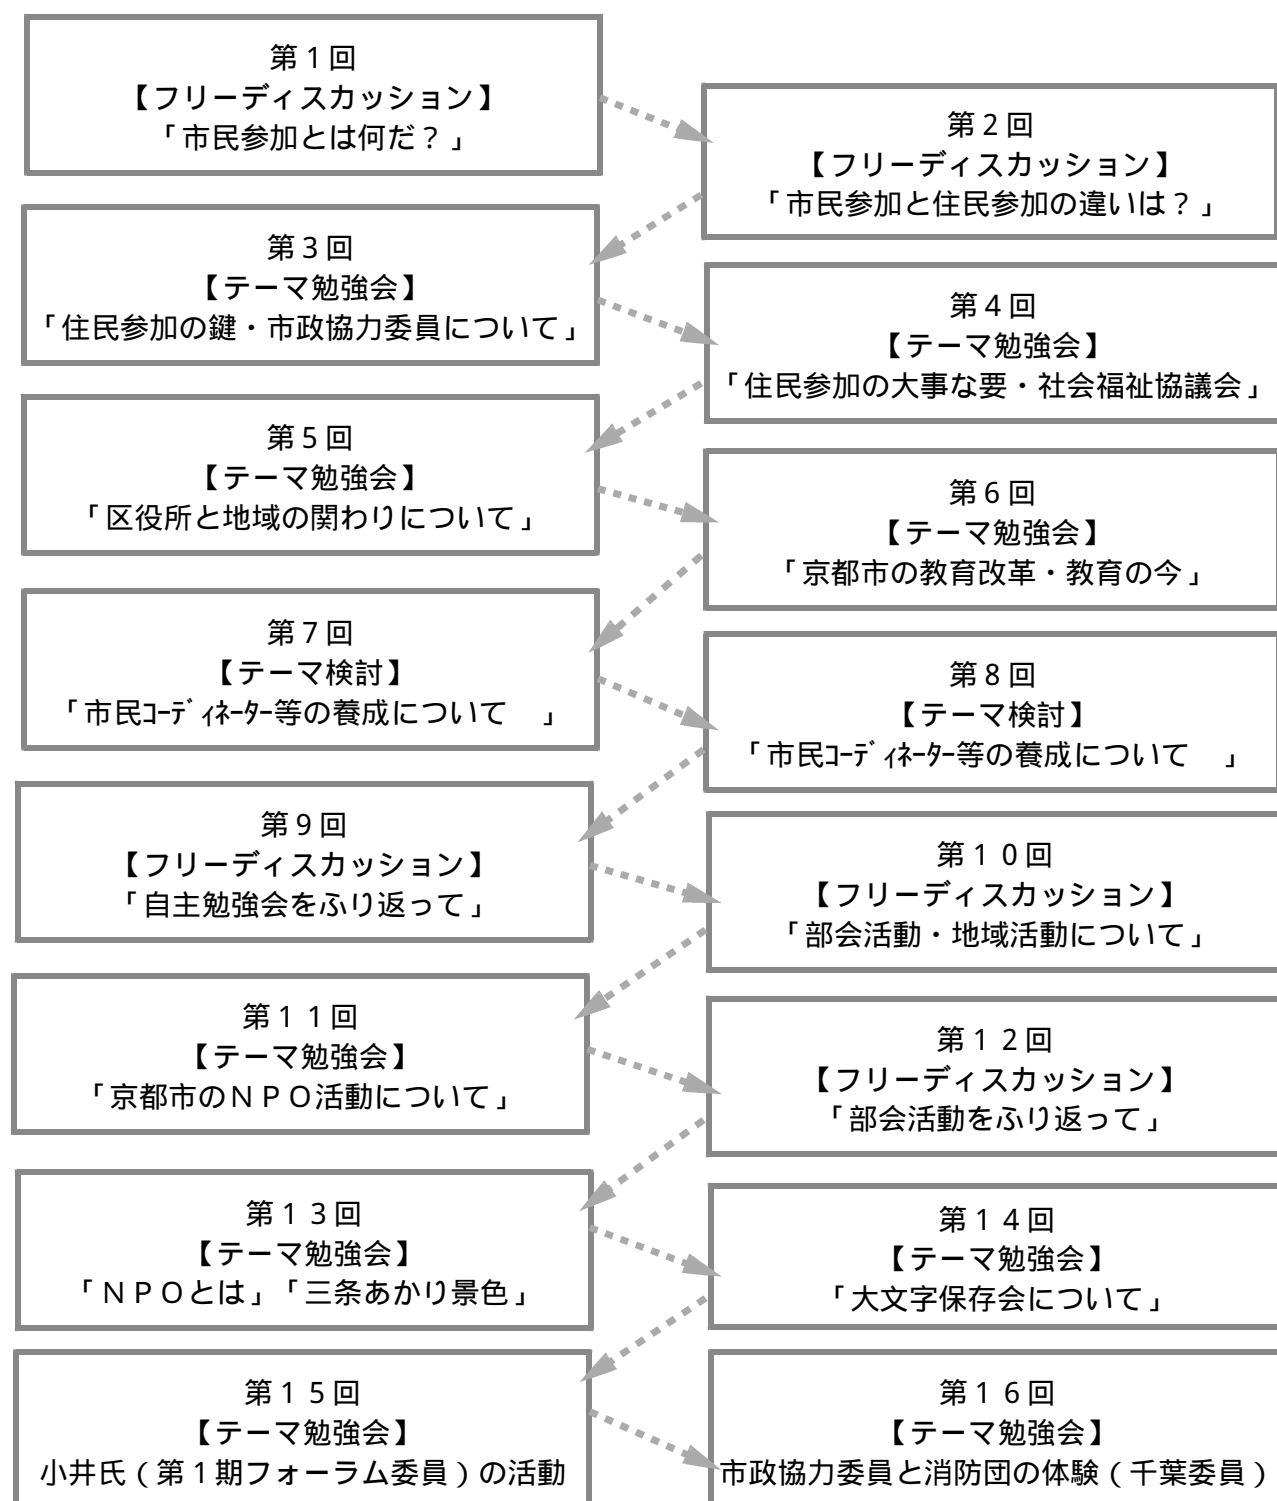 第1回
【フリーディスカッション】
「市民参加とは何だ？」
第2回
【フリーディスカッション】
「市民参加と住民参加の違いは？」
第3回
【テーマ勉強会】
「住民参加の鍵・市政協力委員について」
第4回
【テーマ勉強会】
「住民参加の大事な要・社会福祉協議会」
第5回
【テーマ勉強会】
「区役所と地域の関わりについて」
第6回
【テーマ勉強会】
「京都市の教育改革・教育の今」
第7回
【テーマ検討】
「市民ｺｰﾃﾞｨﾈｰﾀｰ等の養成について　」
第8回
【テーマ検討】
「市民ｺｰﾃﾞｨﾈｰﾀｰ等の養成について　」
第9回
【フリーディスカッション】
「自主勉強会をふり返って」
第１０回
【フリーディスカッション】
「部会活動・地域活動について」
第１１回
【テーマ勉強会】
「京都市のＮＰＯ活動について」
第１２回
【フリーディスカッション】
「部会活動をふり返って」
第１３回
【テーマ勉強会】
「ＮＰＯとは」「三条あかり景色」
第１４回
【テーマ勉強会】
「大文字保存会について」
第１５回
【テーマ勉強会】
小井氏（第１期フォーラム委員）の活動
第１６回
【テーマ勉強会】
市政協力委員と消防団の体験（千葉委員）